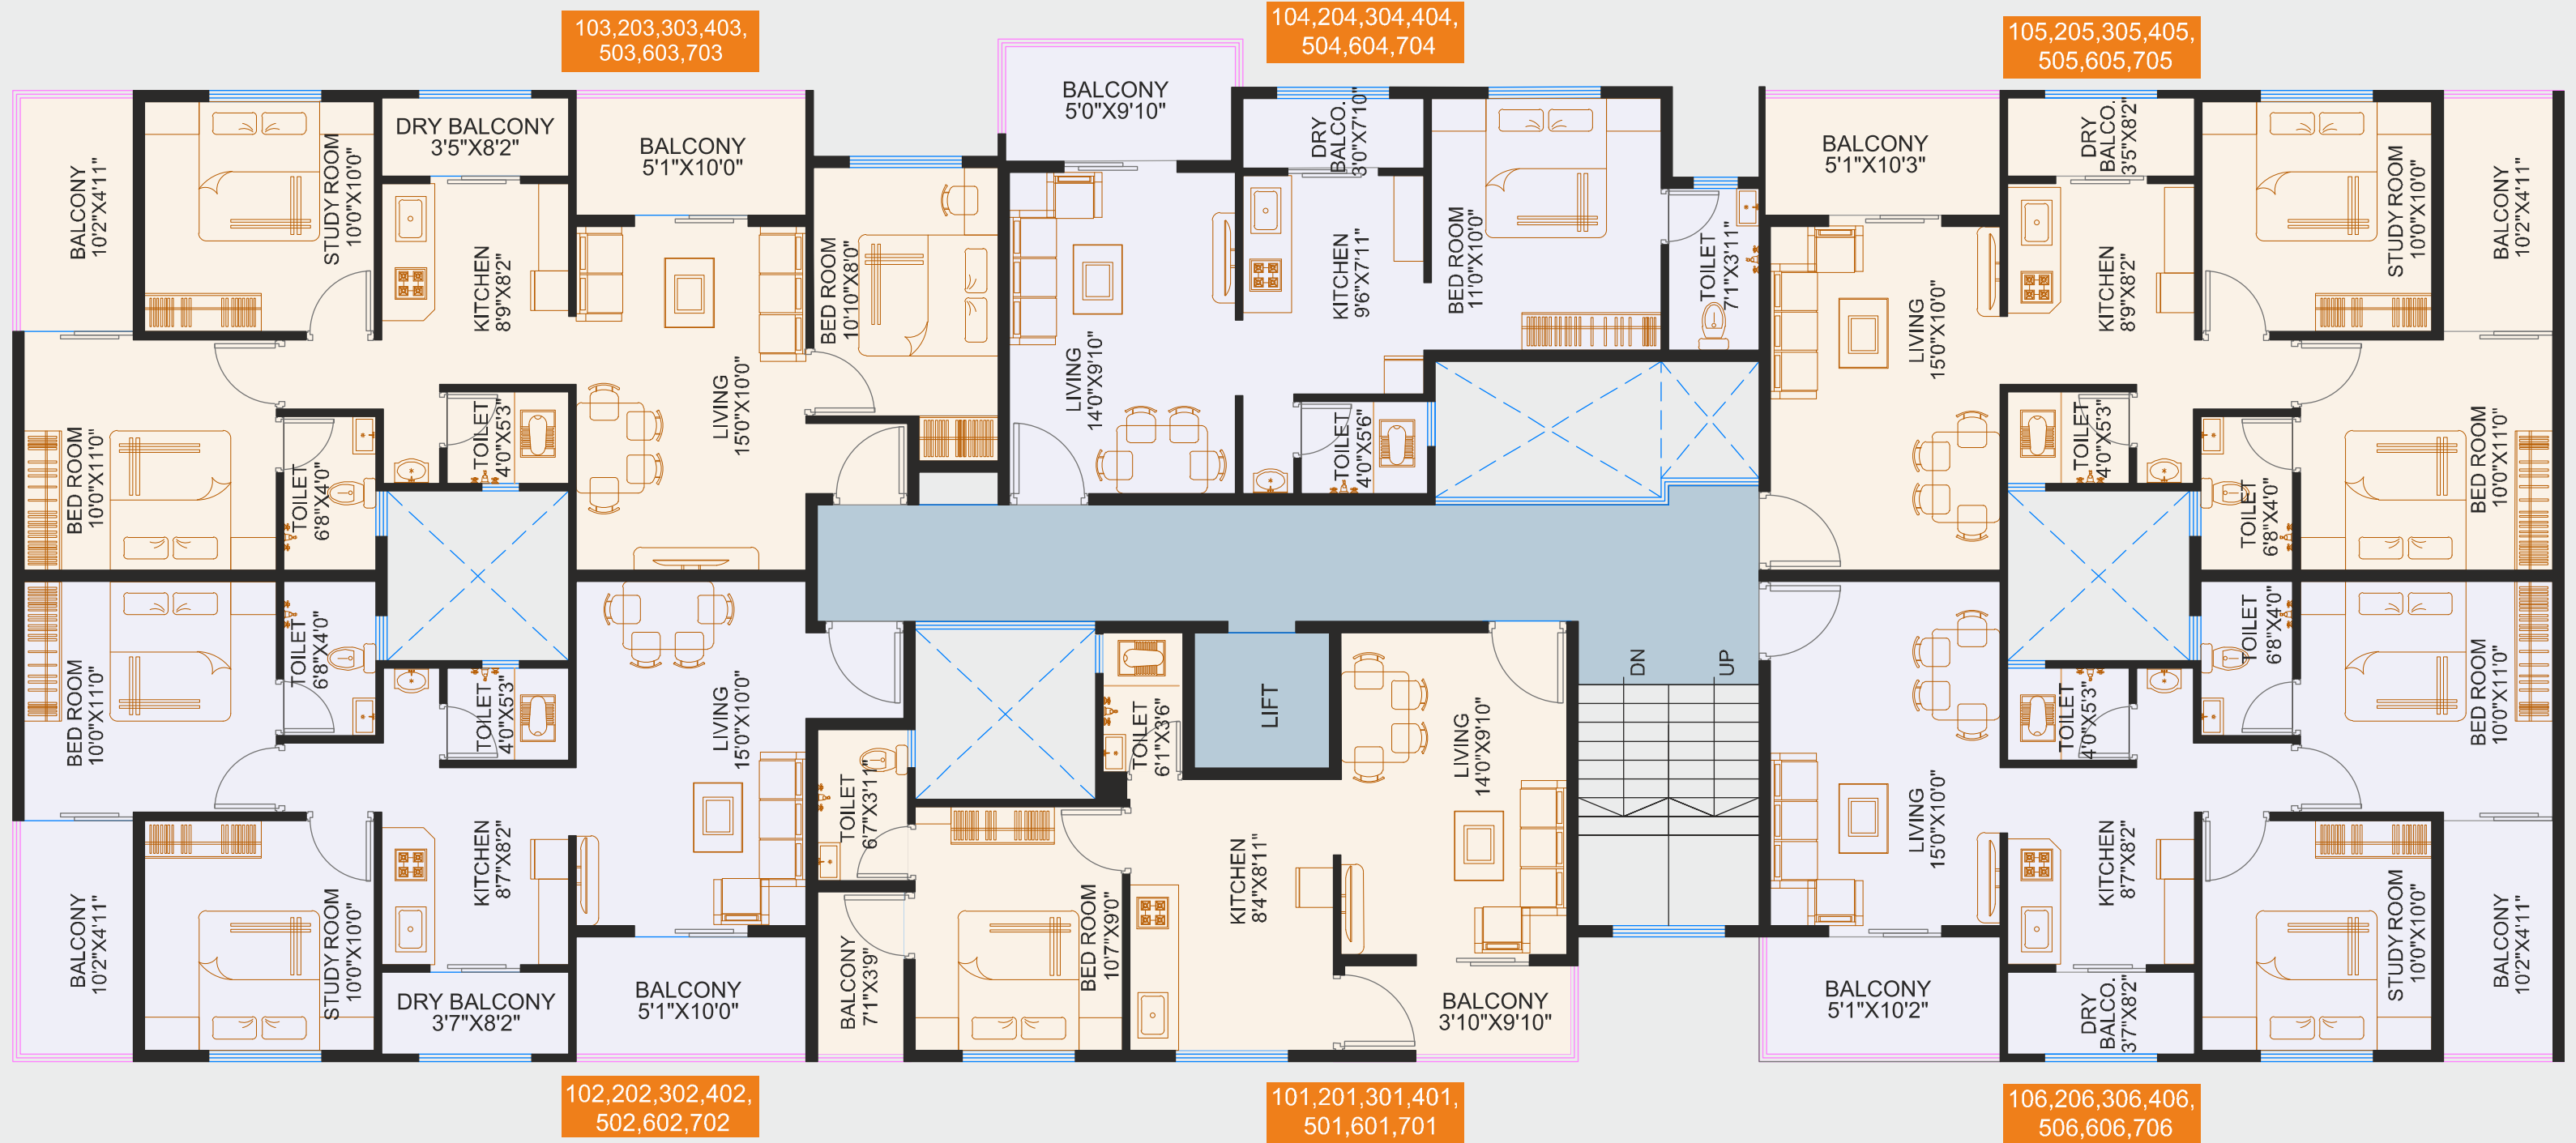 103,203,303,403,
503,603,703
104,204,304,404,
504,604,704
105,205,305,405,
505,605,705
BALCONY
10'2"X4'11"
STUDY ROOM
10'0"X10'0"
DRY BALCONY
3'5"X8'2"
KITCHEN
8'9"X8'2"
BALCONY
5'1"X10'0"
LIVING
15'0"X10'0"
BED ROOM
10'10"X8'0"
BED ROOM
10'0"X11'0"
TOILET
6'8"X4'0"
TOILET
4'0"X5'3"
BALCONY
5'0"X9'10"
DRY
BALCO.
3'0"X7'10"
LIVING
14'0"X9'10"
KITCHEN
9'6"X7'11"
BED ROOM
11'0"X10'0"
TOILET
7'1"X3'11"
TOILET
4'0"X5'6"
BALCONY
5'1"X10'3"
DRY
BALCO.
3'5"X8'2"
LIVING
15'0"X10'0"
KITCHEN
8'9"X8'2"
STUDY ROOM
10'0"X10'0"
BALCONY
10'2"X4'11"
TOILET
4'0"X5'3"
TOILET
6'8"X4'0"
BED ROOM
10'0"X11'0"
BED ROOM
10'0"X11'0"
TOILET
6'8"X4'0"
TOILET
4'0"X5'3"
LIVING
15'0"X10'0"
KITCHEN
8'7"X8'2"
STUDY ROOM
10'0"X10'0"
BALCONY
10'2"X4'11"
DRY BALCONY
3'7"X8'2"
BALCONY
5'1"X10'0"
TOILET
6'7"X3'11"
BALCONY
7'1"X3'9"
BED ROOM
10'7"X9'0"
TOILET
6'1"X3'6"
LIFT
KITCHEN
8'4"X8'11"
LIVING
14'0"X9'10"
BALCONY
3'10"X9'10"
DN
UP
LIVING
15'0"X10'0"
TOILET
4'0"X5'3"
TOILET
6'8"X4'0"
BED ROOM
10'0"X11'0"
KITCHEN
8'7"X8'2"
STUDY ROOM
10'0"X10'0"
BALCONY
10'2"X4'11"
BALCONY
5'1"X10'2"
DRY
BALCO.
3'7"X8'2"
102,202,302,402,
502,602,702
101,201,301,401,
501,601,701
106,206,306,406,
506,606,706